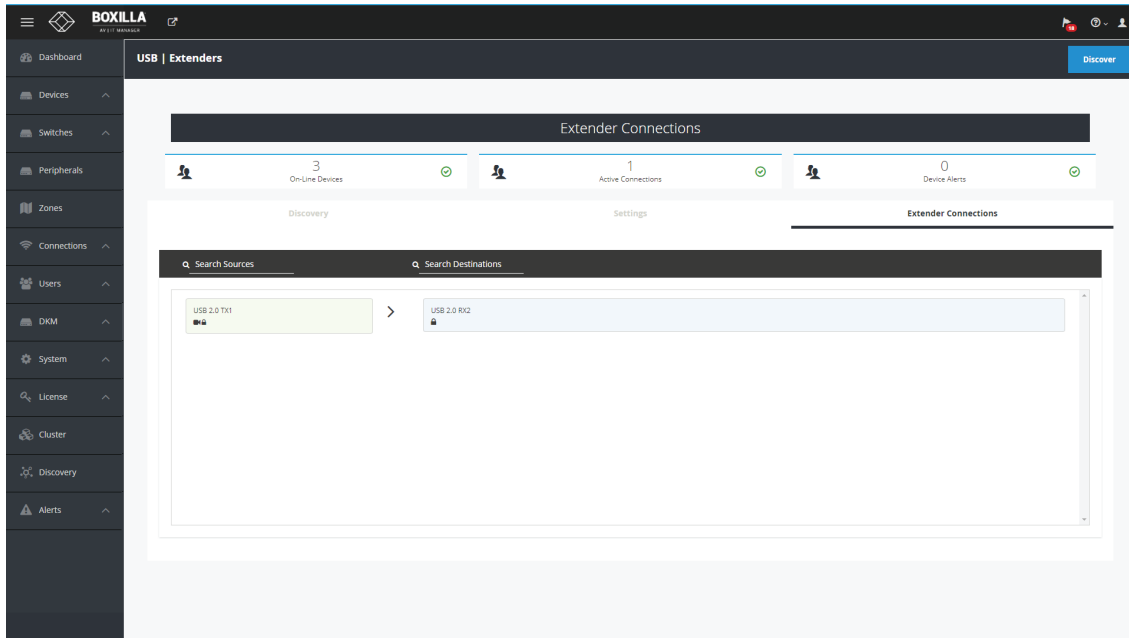 BOXILLA
AV | IT MANAGER
18
Dashboard
USB | Extenders
Discover
Devices
Switches
Extender Connections
Peripherals
3
On-Line Devices
1
Active Connections
0
Device Alerts
Zones
Discovery
Settings
Extender Connections
Connections
Search Sources
Search Destinations
Users
USB 2.0 TX1
USB 2.0 RX2
DKM
System
License
Cluster
Discovery
Alerts